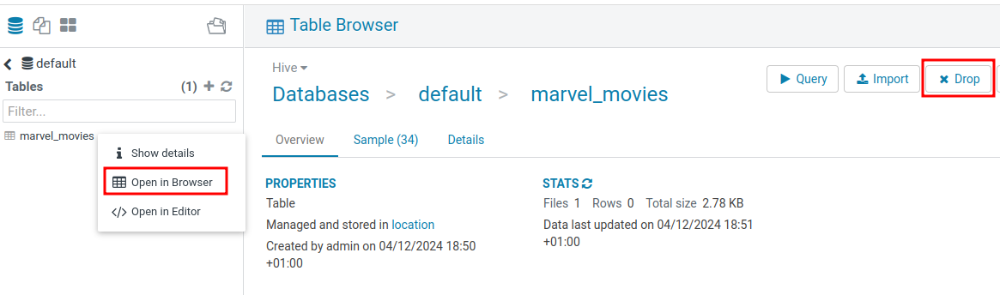 Table Browser
default
Tables (1)
Filter...
marvel_movies
Show details
Open in Browser
Open in Editor
Hive
Databases > default > marvel_movies
Query Import Drop
Overview Sample (34) Details
PROPERTIES
Table
Managed and stored in location
Created by admin on 04/12/2024 18:50
+01:00
STATS
Files 1 Rows 0 Total size 2.78 KB
Data last updated on 04/12/2024 18:51
+01:00